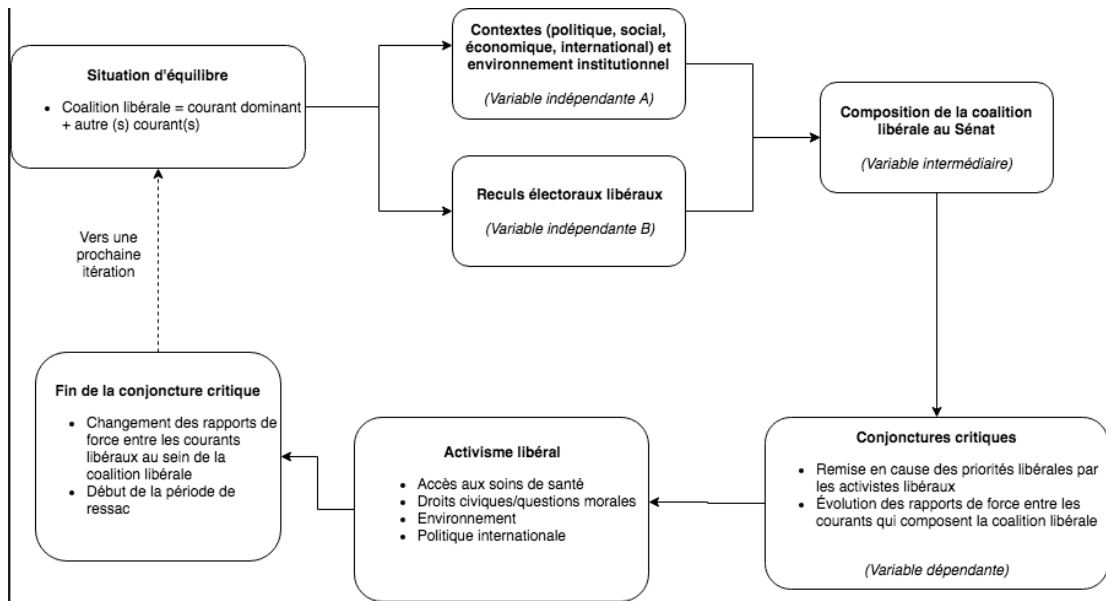 Situation d'équilibre
• Coalition libérale = courant dominant
+ autre (s) courant(s)
Contextes (politique, social,
économique, international) et
environnement institutionnel
(Variable indépendante A)
Reculs électoraux libéraux
(Variable indépendante B)
Composition de la coalition
libérale au Sénat
(Variable intermédiaire)
Vers une
prochaine
itération
Fin de la conjoncture critique
• Changement des rapports de
force entre les courants
libéraux au sein de la
coalition libérale
• Début de la période de
ressac
Activisme libéral
• Accès aux soins de santé
• Droits civiques/questions morales
• Environnement
• Politique internationale
Conjonctures critiques
• Remise en cause des priorités libérales par
les activistes libéraux
• Évolution des rapports de force entre les
courants qui composent la coalition libérale
(Variable dépendante)